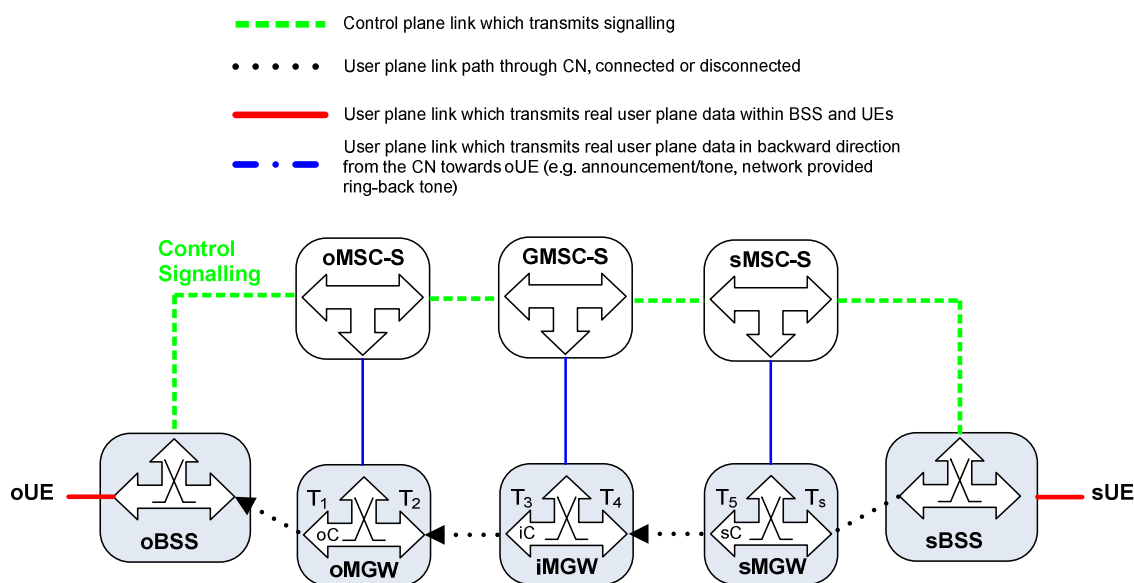 Control plane link which transmits signalling
User plane link path through CN, connected or disconnected
User plane link which transmits real user plane data within BSS and UEs
User plane link which transmits real user plane data in backward direction
from the CN towards oUE (e.g. announcement/tone, network provided
ring-back tone)
Control
Signalling
oMSC-S
GMSC-S
sMSC-S
oUE
oBSS
T1
T2
oC
oMGW
T3
T4
iC
iMGW
T5
Ts
sC
sMGW
sBSS
sUE